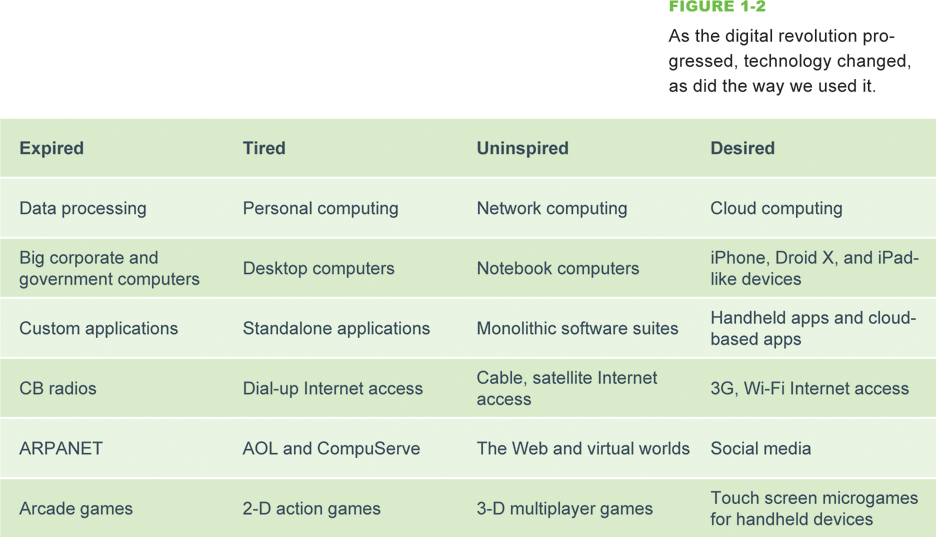 FIGURE 1-2
As the digital revolution pro-
gressed, technology changed,
as did the way we used it.
Expired Tired Uninspired Desired
Data processing Personal computing Network computing Cloud computing
Big corporate and
government computers Desktop computers Notebook computers iPhone, Droid X, and iPad-
like devices
Custom applications Standalone applications Monolithic software suites Handheld apps and cloud-
based apps
CB radios Dial-up Internet access Cable, satellite Internet
access 3G, Wi-Fi Internet access
ARPANET AOL and CompuServe The Web and virtual worlds Social media
Arcade games 2-D action games 3-D multiplayer games Touch screen microgames
for handheld devices